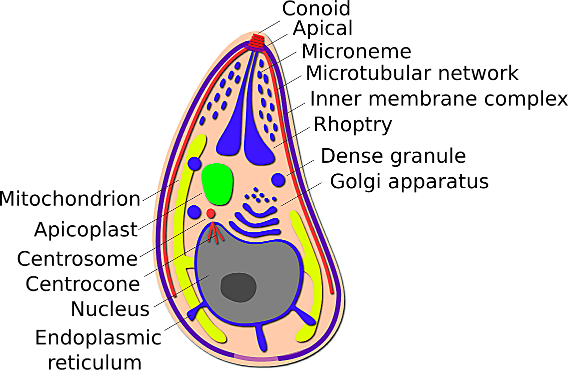 Conoid
Apical
Microneme
Microtubular network
Inner membrane complex
Rhoptry
Dense granule
Golgi apparatus
Mitochondrion
Apicoplast
Centrosome
Centrocone
Nucleus
Endoplasmic
reticulum